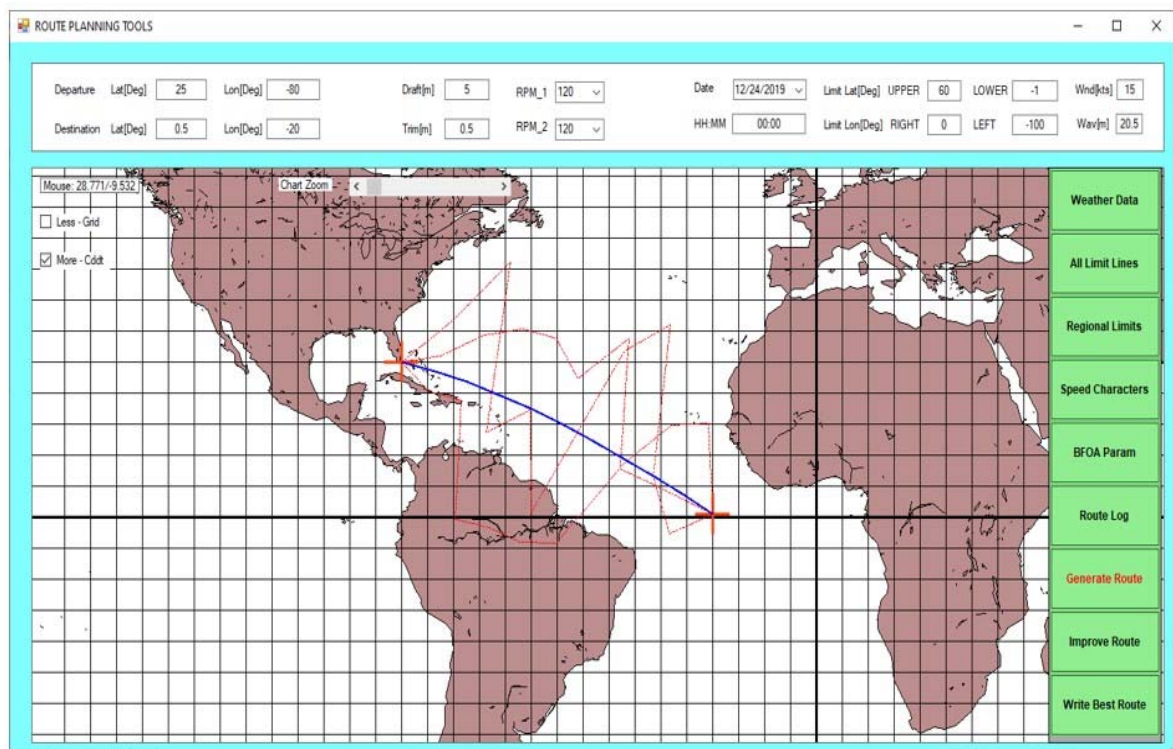 ROUTE PLANNING TOOLS
Departure Lat[Deg] 25 Lon[Deg] -80 Draft[m] 5 RPM_1 120 Date 12/24/2019 Limit Lat[Deg] UPPER 60 LOWER -1 Wnd[kts] 15
Destination Lat[Deg] 0.5 Lon[Deg] -20 Trim[m] 0.5 RPM_2 120 HH:MM 00:00 Limit Lon[Deg] RIGHT 0 LEFT -100 Wav[m] 20.5
Mouse: 28.771/-9.532 Chart Zoom
Less - Grid
More - Cddt
Weather Data
All Limit Lines
Regional Limits
Speed Characters
BFOA Param
Route Log
Generate Route
Improve Route
Write Best Route